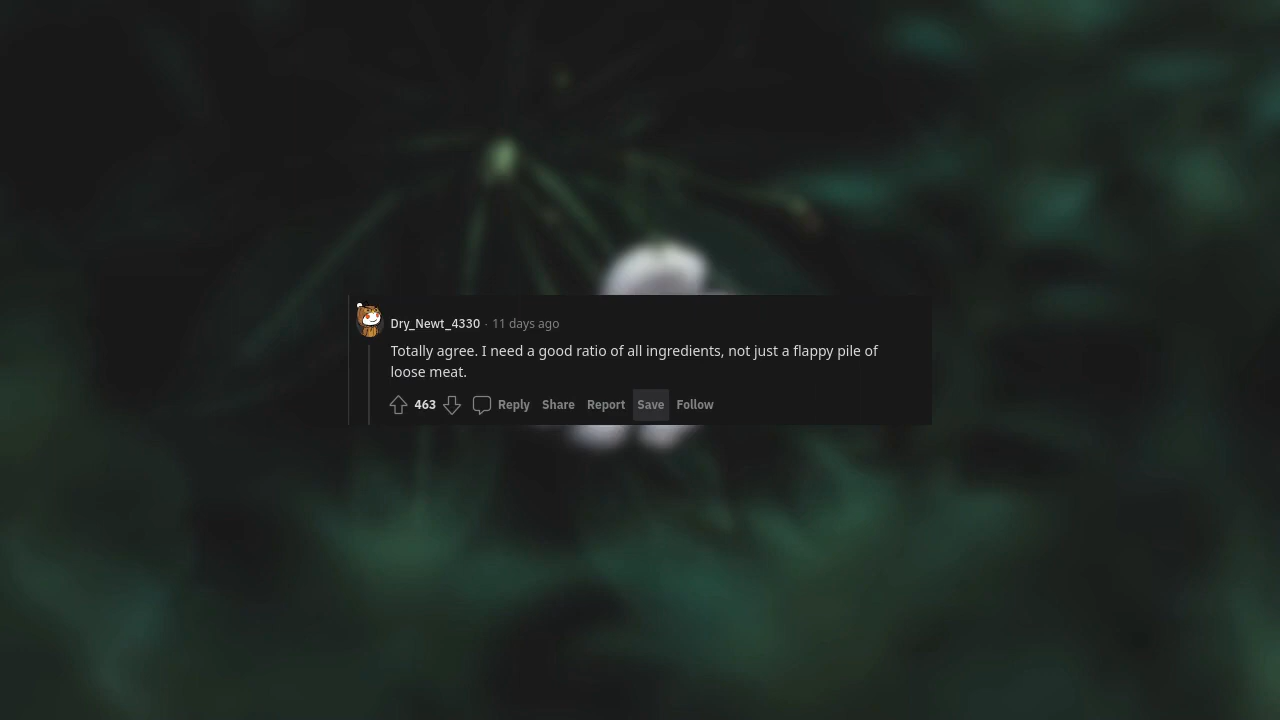 Dry_Newt_4330 · 11 days ago
Totally agree. I need a good ratio of all ingredients, not just a flappy pile of
loose meat.
463 Reply Share Report Save Follow